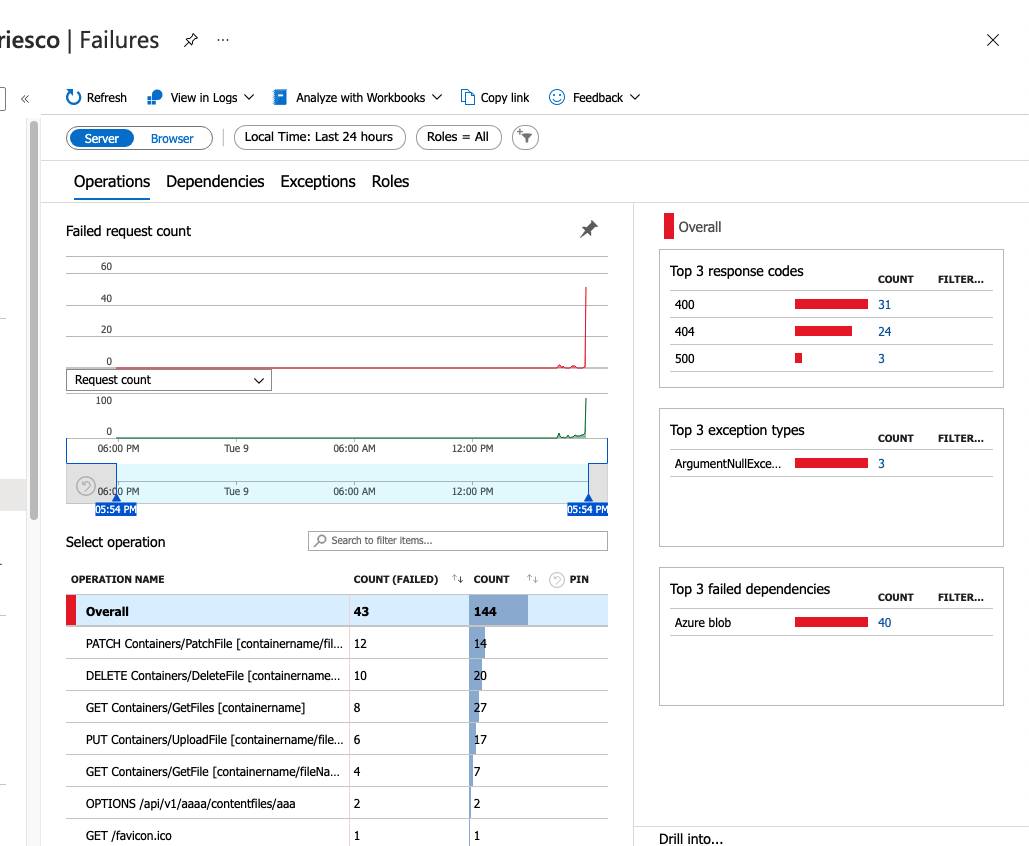 riesco | Failures
Refresh View in Logs Analyze with Workbooks Copy link Feedback
Server Browser Local Time: Last 24 hours Roles = All
Operations Dependencies Exceptions Roles
Failed request count
60
40
20
0
Request count
100
0
06:00 PM Tue 9 06:00 AM 12:00 PM
06:00 PM Tue 9 06:00 AM 12:00 PM
05:54 PM 05:54 PM
Select operation Search to filter items...
OPERATION NAME COUNT (FAILED) COUNT PIN
Overall 43 144
PATCH Containers/PatchFile [containername/fil... 12 14
DELETE Containers/DeleteFile [containername... 10 20
GET Containers/GetFiles [containername] 8 27
PUT Containers/UploadFile [containername/file... 6 17
GET Containers/GetFile [containername/fileNa... 4 7
OPTIONS /api/v1/aaaa/contentfiles/aaa 2 2
GET /favicon.ico 1 1
Overall
Top 3 response codes COUNT FILTER...
400 31
404 24
500 3
Top 3 exception types COUNT FILTER...
ArgumentNullExce... 3
Top 3 failed dependencies COUNT FILTER...
Azure blob 40
Drill into...